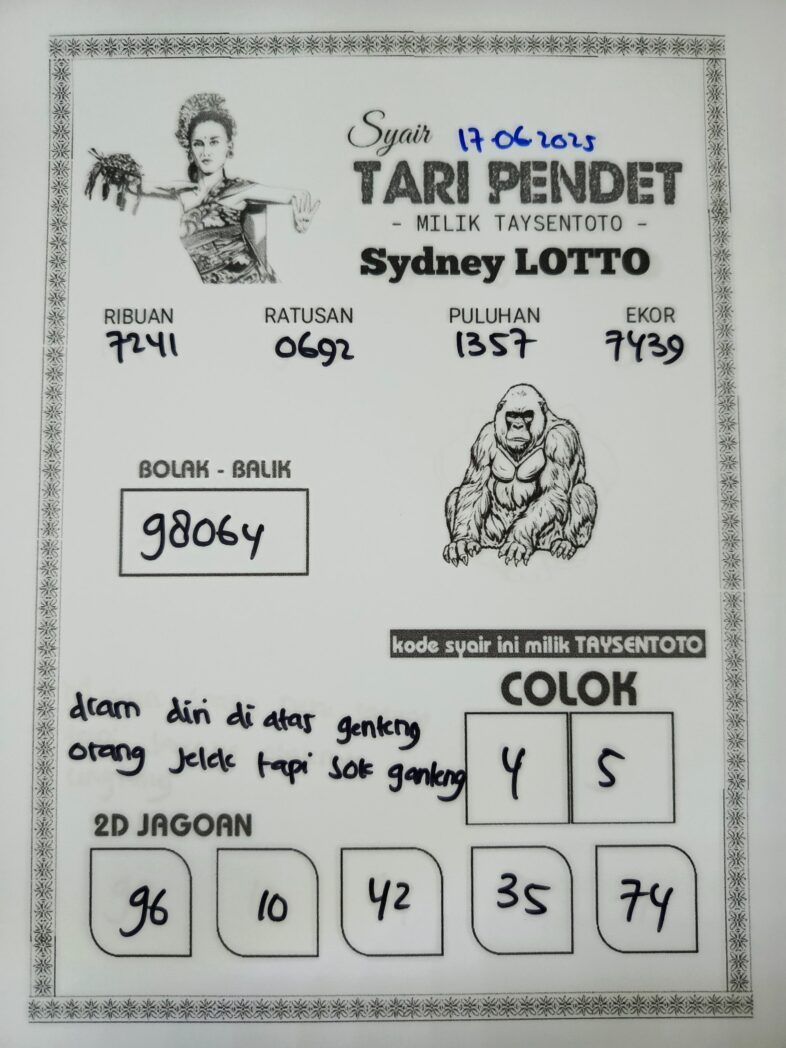 Syair 17 06 2025
TARI PENDET
- MILIK TAYSENTOTO -
Sydney LOTTO
RIBUAN RATUSAN PULUHAN EKOR
7241 0692 1357 7439
BOLAK - BALIK
98064
kode syair ini milik TAYSENTOTO
COLOK
4 5
diam diri di atas genteng
orang jelek tapi sok ganteng
2D JAGOAN
96 10 42 35 74